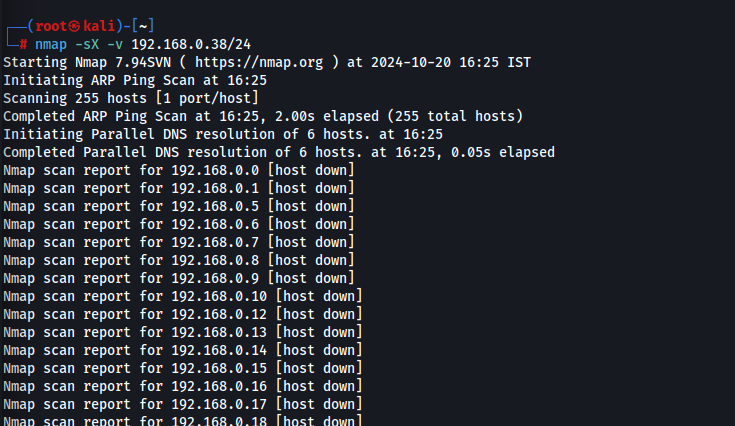 ┌──(root㉿kali)-[~]
└─# nmap -sX -v 192.168.0.38/24
Starting Nmap 7.94SVN ( https://nmap.org ) at 2024-10-20 16:25 IST
Initiating ARP Ping Scan at 16:25
Scanning 255 hosts [1 port/host]
Completed ARP Ping Scan at 16:25, 2.00s elapsed (255 total hosts)
Initiating Parallel DNS resolution of 6 hosts. at 16:25
Completed Parallel DNS resolution of 6 hosts. at 16:25, 0.05s elapsed
Nmap scan report for 192.168.0.0 [host down]
Nmap scan report for 192.168.0.1 [host down]
Nmap scan report for 192.168.0.5 [host down]
Nmap scan report for 192.168.0.6 [host down]
Nmap scan report for 192.168.0.7 [host down]
Nmap scan report for 192.168.0.8 [host down]
Nmap scan report for 192.168.0.9 [host down]
Nmap scan report for 192.168.0.10 [host down]
Nmap scan report for 192.168.0.12 [host down]
Nmap scan report for 192.168.0.13 [host down]
Nmap scan report for 192.168.0.14 [host down]
Nmap scan report for 192.168.0.15 [host down]
Nmap scan report for 192.168.0.16 [host down]
Nmap scan report for 192.168.0.17 [host down]
Nmap scan report for 192.168.0.18 [host down]